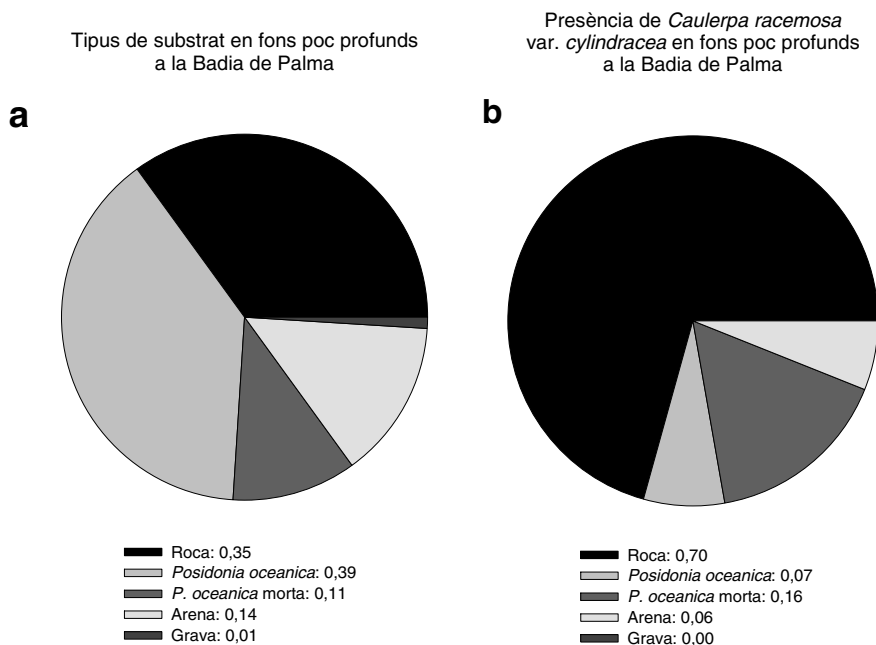 Tipus de substrat en fons poc profunds
a la Badia de Palma
a
Roca: 0,35
Posidonia oceanica: 0,39
P. oceanica morta: 0,11
Arena: 0,14
Grava: 0,01
Presència de Caulerpa racemosa
var. cylindracea en fons poc profunds
a la Badia de Palma
b
Roca: 0,70
Posidonia oceanica: 0,07
P. oceanica morta: 0,16
Arena: 0,06
Grava: 0,00